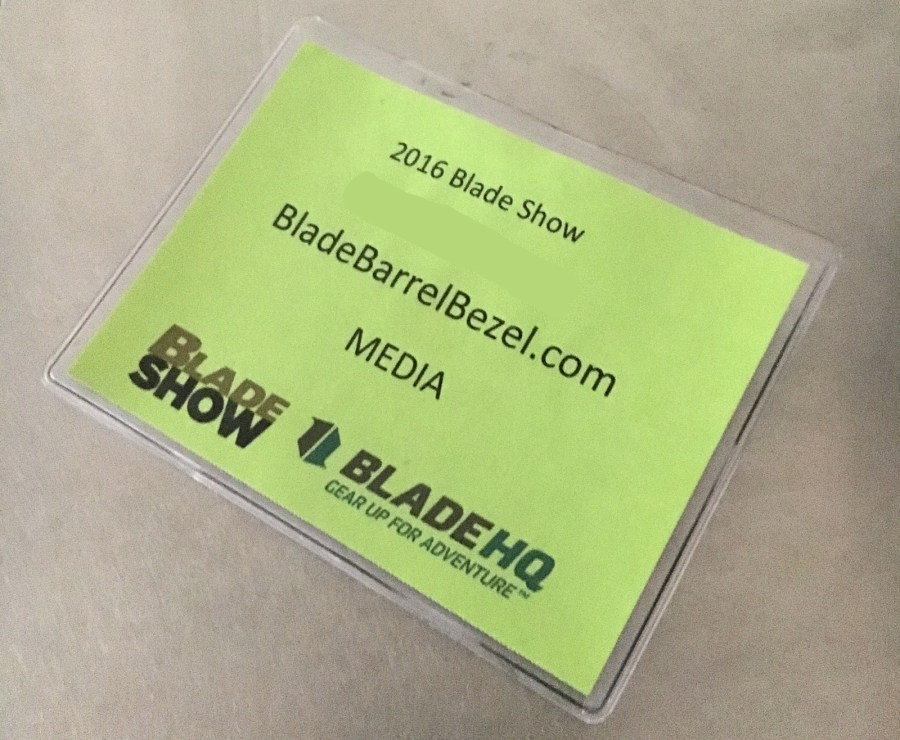 2016 Blade Show
BladeBarrelBezel.com
MEDIA
BLADE
SHOW
BLADEHQ
GEAR UP FOR ADVENTURE™